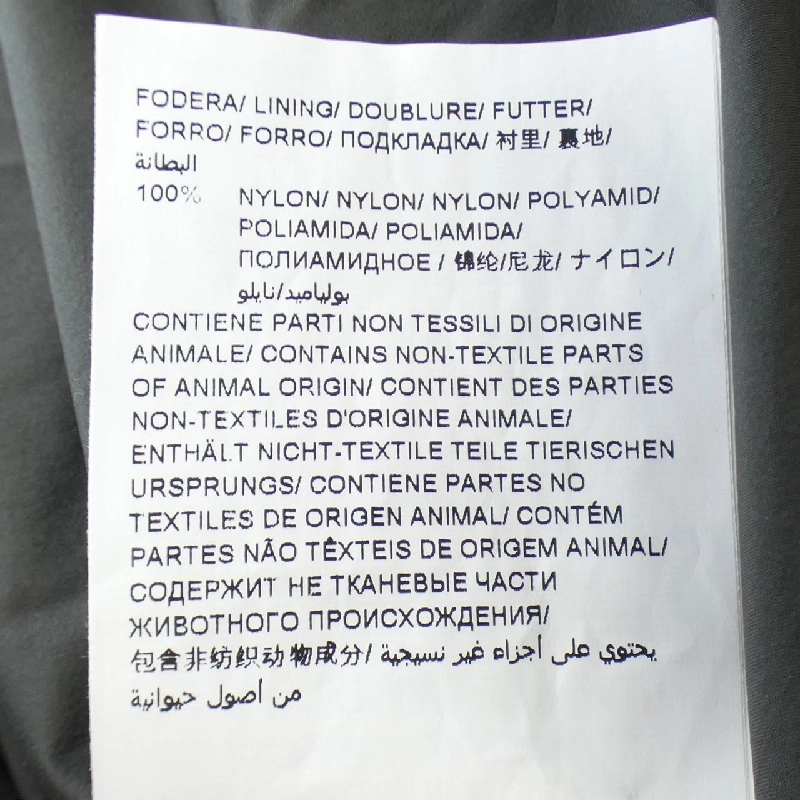 FODERA/ LINING/ DOUBLURE/ FUTTER/
FORRO/ FORRO/ ПОДКЛАДКА/ 衬里/ 裏地/
البطانة
100% NYLON/ NYLON/ NYLON/ POLYAMID/
POLIAMIDA/ POLIAMIDA/
ПОЛИАМИДНОЕ / 锦纶/尼龙/ ナイロン/
بولياميد/نايلو
CONTIENE PARTI NON TESSILI DI ORIGINE
ANIMALE/ CONTAINS NON-TEXTILE PARTS
OF ANIMAL ORIGIN/ CONTIENT DES PARTIES
NON-TEXTILES D'ORIGINE ANIMALE/
ENTHÄLT NICHT-TEXTILE TEILE TIERISCHEN
URSPRUNGS/ CONTIENE PARTES NO
TEXTILES DE ORIGEN ANIMAL/ CONTÉM
PARTES NÃO TÊXTEIS DE ORIGEM ANIMAL/
СОДЕРЖИТ НЕ ТКАНЕВЫЕ ЧАСТИ
ЖИВОТНОГО ПРОИСХОЖДЕНИЯ/
包含非纺织动物成分/ يحتوي على أجزاء غير نسيجية
من أصول حيوانية